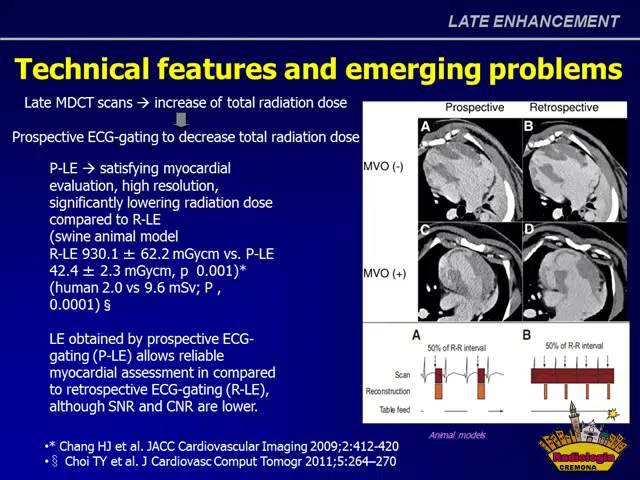 LATE ENHANCEMENT
Technical features and emerging problems
Late MDCT scans → increase of total radiation dose
Prospective ECG-gating to decrease total radiation dose
P-LE → satisfying myocardial
evaluation, high resolution,
significantly lowering radiation dose
compared to R-LE
(swine animal model
R-LE 930.1 ± 62.2 mGycm vs. P-LE
42.4 ± 2.3 mGycm, p  0.001)*
(human 2.0 vs 9.6 mSv; P ,
0.0001) §
LE obtained by prospective ECG-
gating (P-LE) allows reliable
myocardial assessment in compared
to retrospective ECG-gating (R-LE),
although SNR and CNR are lower.
Prospective Retrospective
A B
MVO (-)
C D
MVO (+)
A B
50% of R-R interval 50% of R-R interval
Scan
Reconstruction
Table feed
Animal models
•* Chang HJ et al. JACC Cardiovascular Imaging 2009;2:412-420
•§ Choi TY et al. J Cardiovasc Comput Tomogr 2011;5:264–270
Radiologia
CREMONA